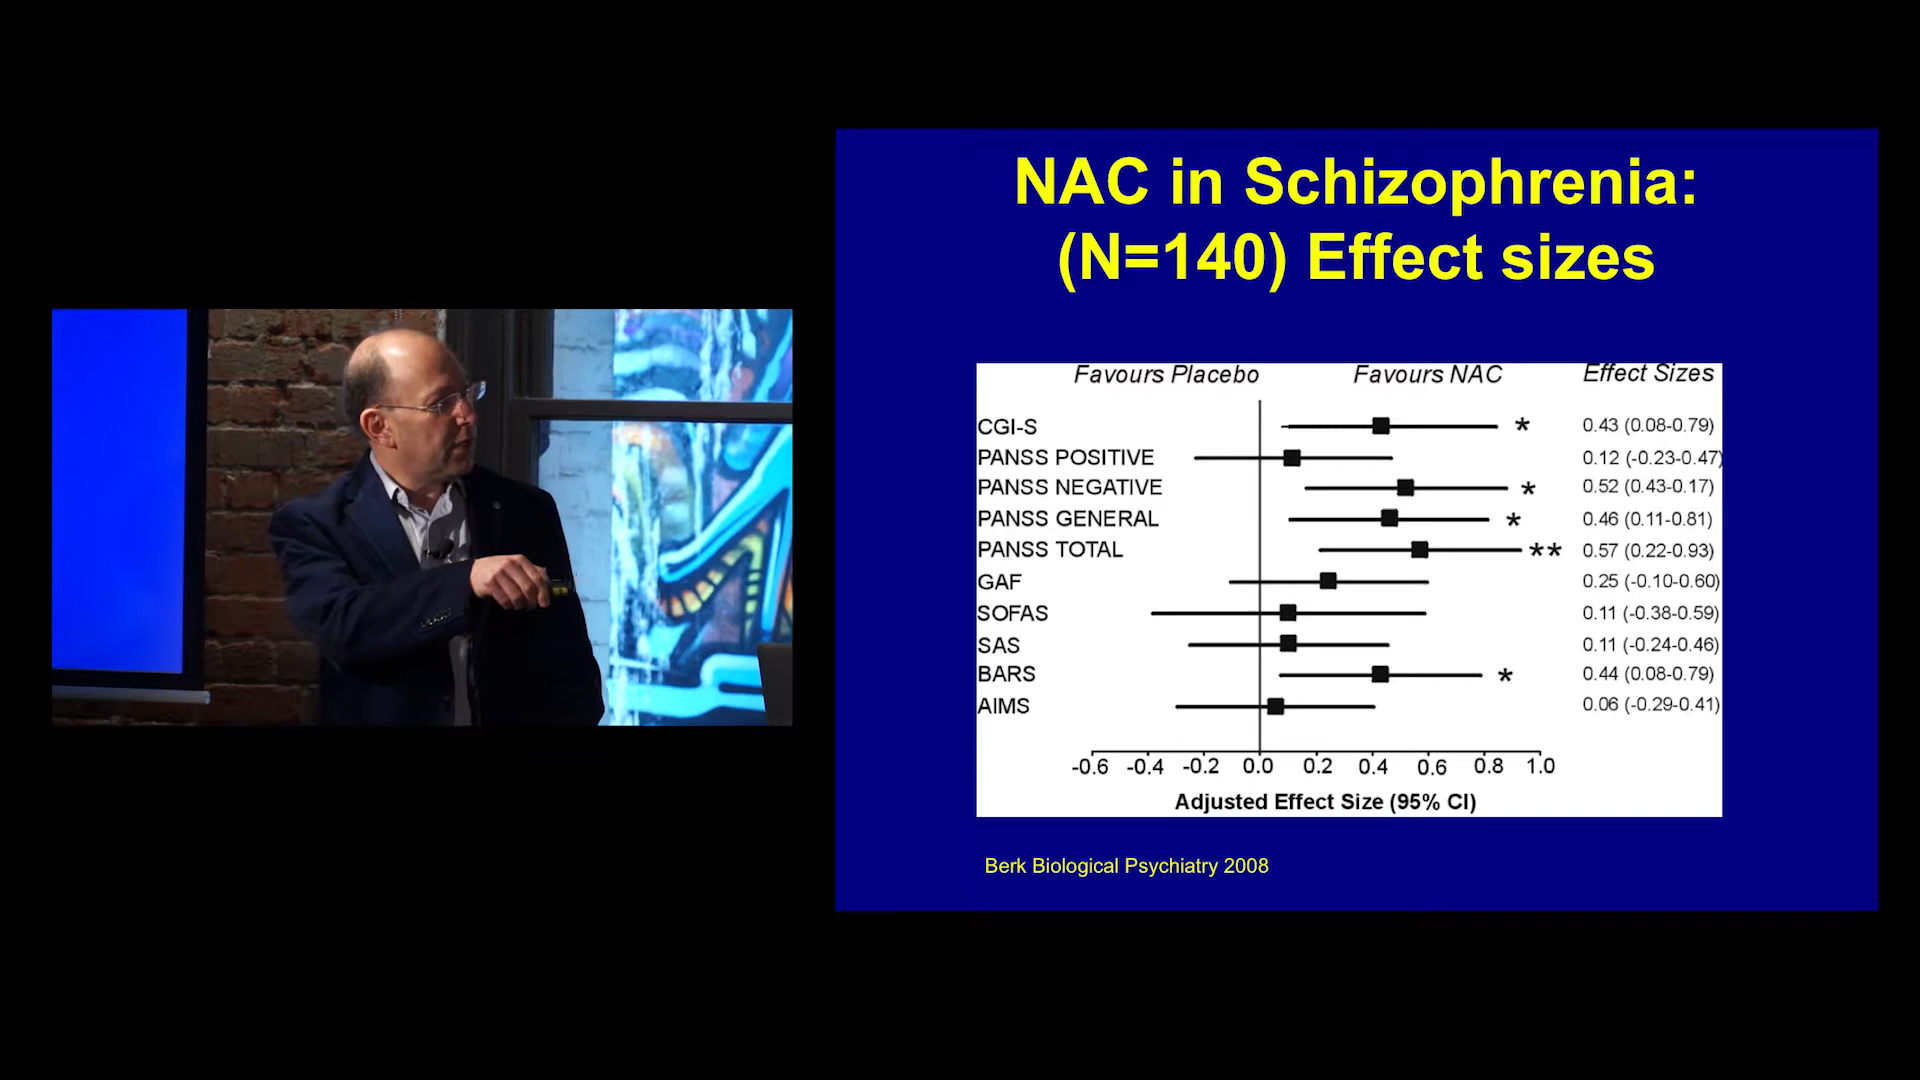 NAC in Schizophrenia:
(N=140) Effect sizes
Favours Placebo Favours NAC Effect Sizes
CGI-S * 0.43 (0.08-0.79)
PANSS POSITIVE 0.12 (-0.23-0.47)
PANSS NEGATIVE * 0.52 (0.43-0.17)
PANSS GENERAL * 0.46 (0.11-0.81)
PANSS TOTAL ** 0.57 (0.22-0.93)
GAF 0.25 (-0.10-0.60)
SOFAS 0.11 (-0.38-0.59)
SAS 0.11 (-0.24-0.46)
BARS * 0.44 (0.08-0.79)
AIMS 0.06 (-0.29-0.41)
-0.6 -0.4 -0.2 0.0 0.2 0.4 0.6 0.8 1.0
Adjusted Effect Size (95% CI)
Berk Biological Psychiatry 2008